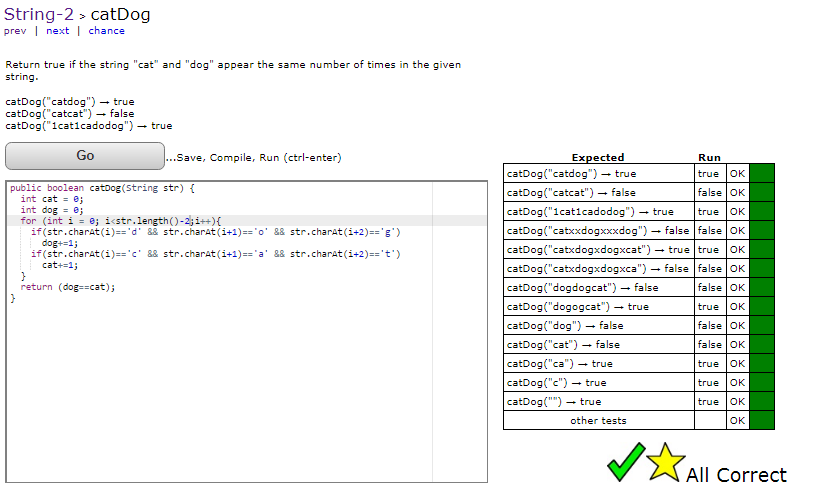 String-2 > catDog
prev | next | chance
Return true if the string "cat" and "dog" appear the same number of times in the given
string.
catDog("catdog") → true
catDog("catcat") → false
catDog("1cat1cadodog") → true
Go
...Save, Compile, Run (ctrl-enter)
public boolean catDog(String str) {
int cat = 0;
int dog = 0;
for (int i = 0; i<str.length()-2;i++){
if(str.charAt(i)=='d' && str.charAt(i+1)=='o' && str.charAt(i+2)=='g')
dog+=1;
if(str.charAt(i)=='c' && str.charAt(i+1)=='a' && str.charAt(i+2)=='t')
cat+=1;
}
return (dog==cat);
}
Expected Run
catDog("catdog") → true true OK
catDog("catcat") → false false OK
catDog("1cat1cadodog") → true true OK
catDog("catxxdogxxxdog") → false false OK
catDog("catxdogxdogxcat") → true true OK
catDog("catxdogxdogxca") → false false OK
catDog("dogdogcat") → false false OK
catDog("dogogcat") → true true OK
catDog("dog") → false false OK
catDog("cat") → false false OK
catDog("ca") → true true OK
catDog("c") → true true OK
catDog("") → true true OK
other tests OK
All Correct